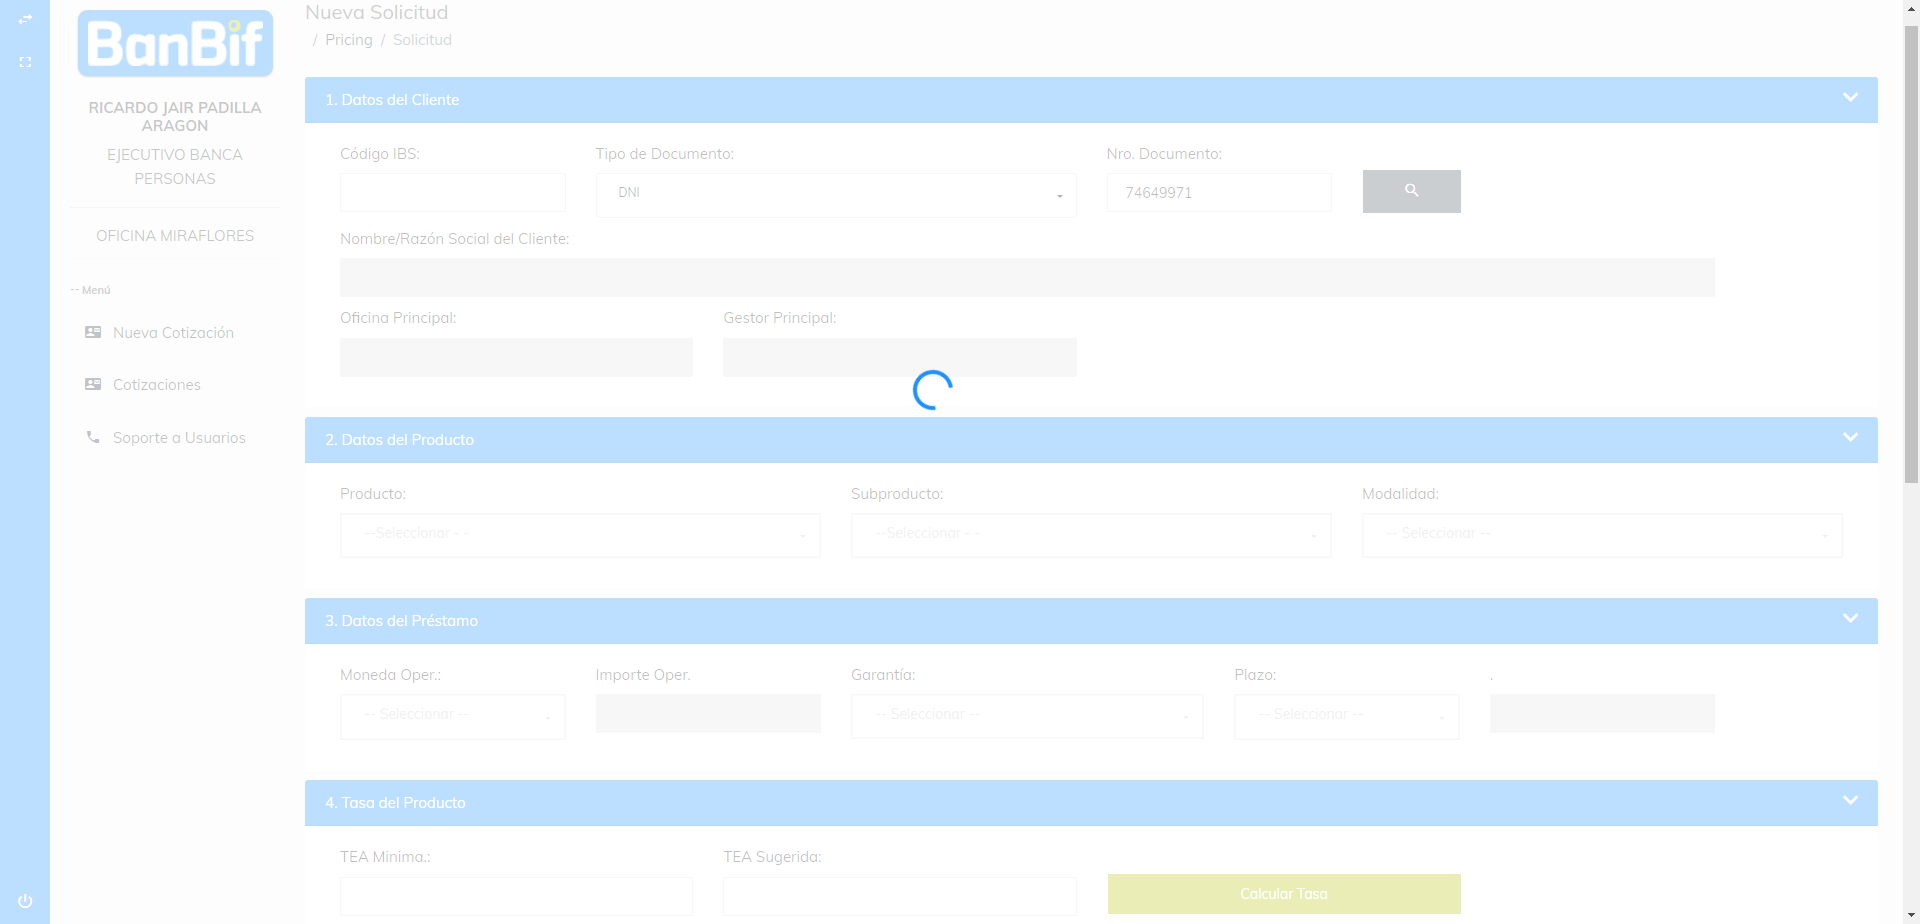 BanBif
RICARDO JAIR PADILLA
ARAGON
EJECUTIVO BANCA
PERSONAS
OFICINA MIRAFLORES
-- Menú
Nueva Cotización
Cotizaciones
Soporte a Usuarios
Nueva Solicitud
/ Pricing / Solicitud
1. Datos del Cliente
Código IBS: Tipo de Documento: Nro. Documento:
DNI 74649971
Nombre/Razón Social del Cliente:
Oficina Principal: Gestor Principal:
2. Datos del Producto
Producto: Subproducto: Modalidad:
--Seleccionar - - --Seleccionar - - -- Seleccionar --
3. Datos del Préstamo
Moneda Oper.: Importe Oper. Garantía: Plazo: .
-- Seleccionar -- -- Seleccionar -- -- Seleccionar --
4. Tasa del Producto
TEA Minima.: TEA Sugerida:
Calcular Tasa